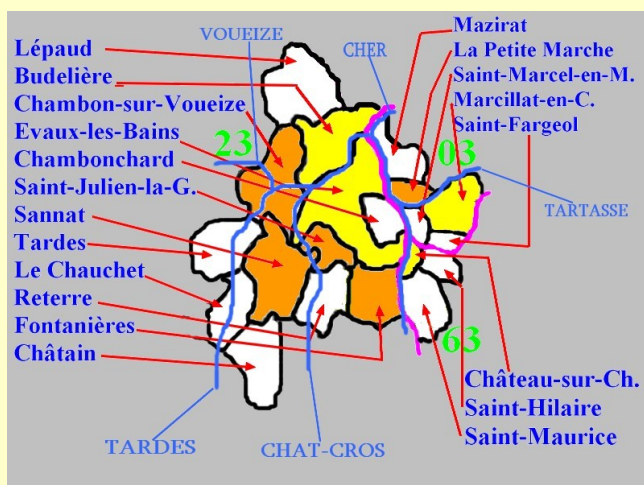 Lépaud
Budelière
Chambon-sur-Voueize
Evaux-les-Bains
Chambonchard
Saint-Julien-la-G.
Sannat
Tardes
Le Chauchet
Reterre
Fontanières
Châtain
VOUEIZE
CHER
Mazirat
La Petite Marche
Saint-Marcel-en-M.
Marcillat-en-C.
Saint-Fargeol
23
03
TARTASSE
63
Château-sur-Ch.
Saint-Hilaire
Saint-Maurice
TARDES
CHAT-CROS